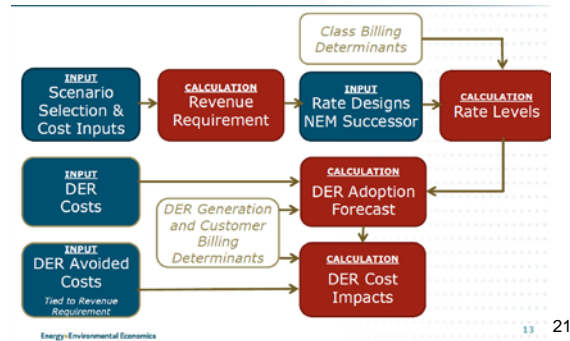 Class Billing
Determinants
INPUT
Scenario
Selection &
Cost Inputs
CALCULATION
Revenue
Requirement
INPUT
Rate Designs
NEM Successor
CALCULATION
Rate Levels
INPUT
DER
Costs
CALCULATION
DER Adoption
Forecast
DER Generation
and Customer
Billing
Determinants
INPUT
DER Avoided
Costs
Tied to Revenue
Requirement
CALCULATION
DER Cost
Impacts
Energy+Environmental Economics
13
21